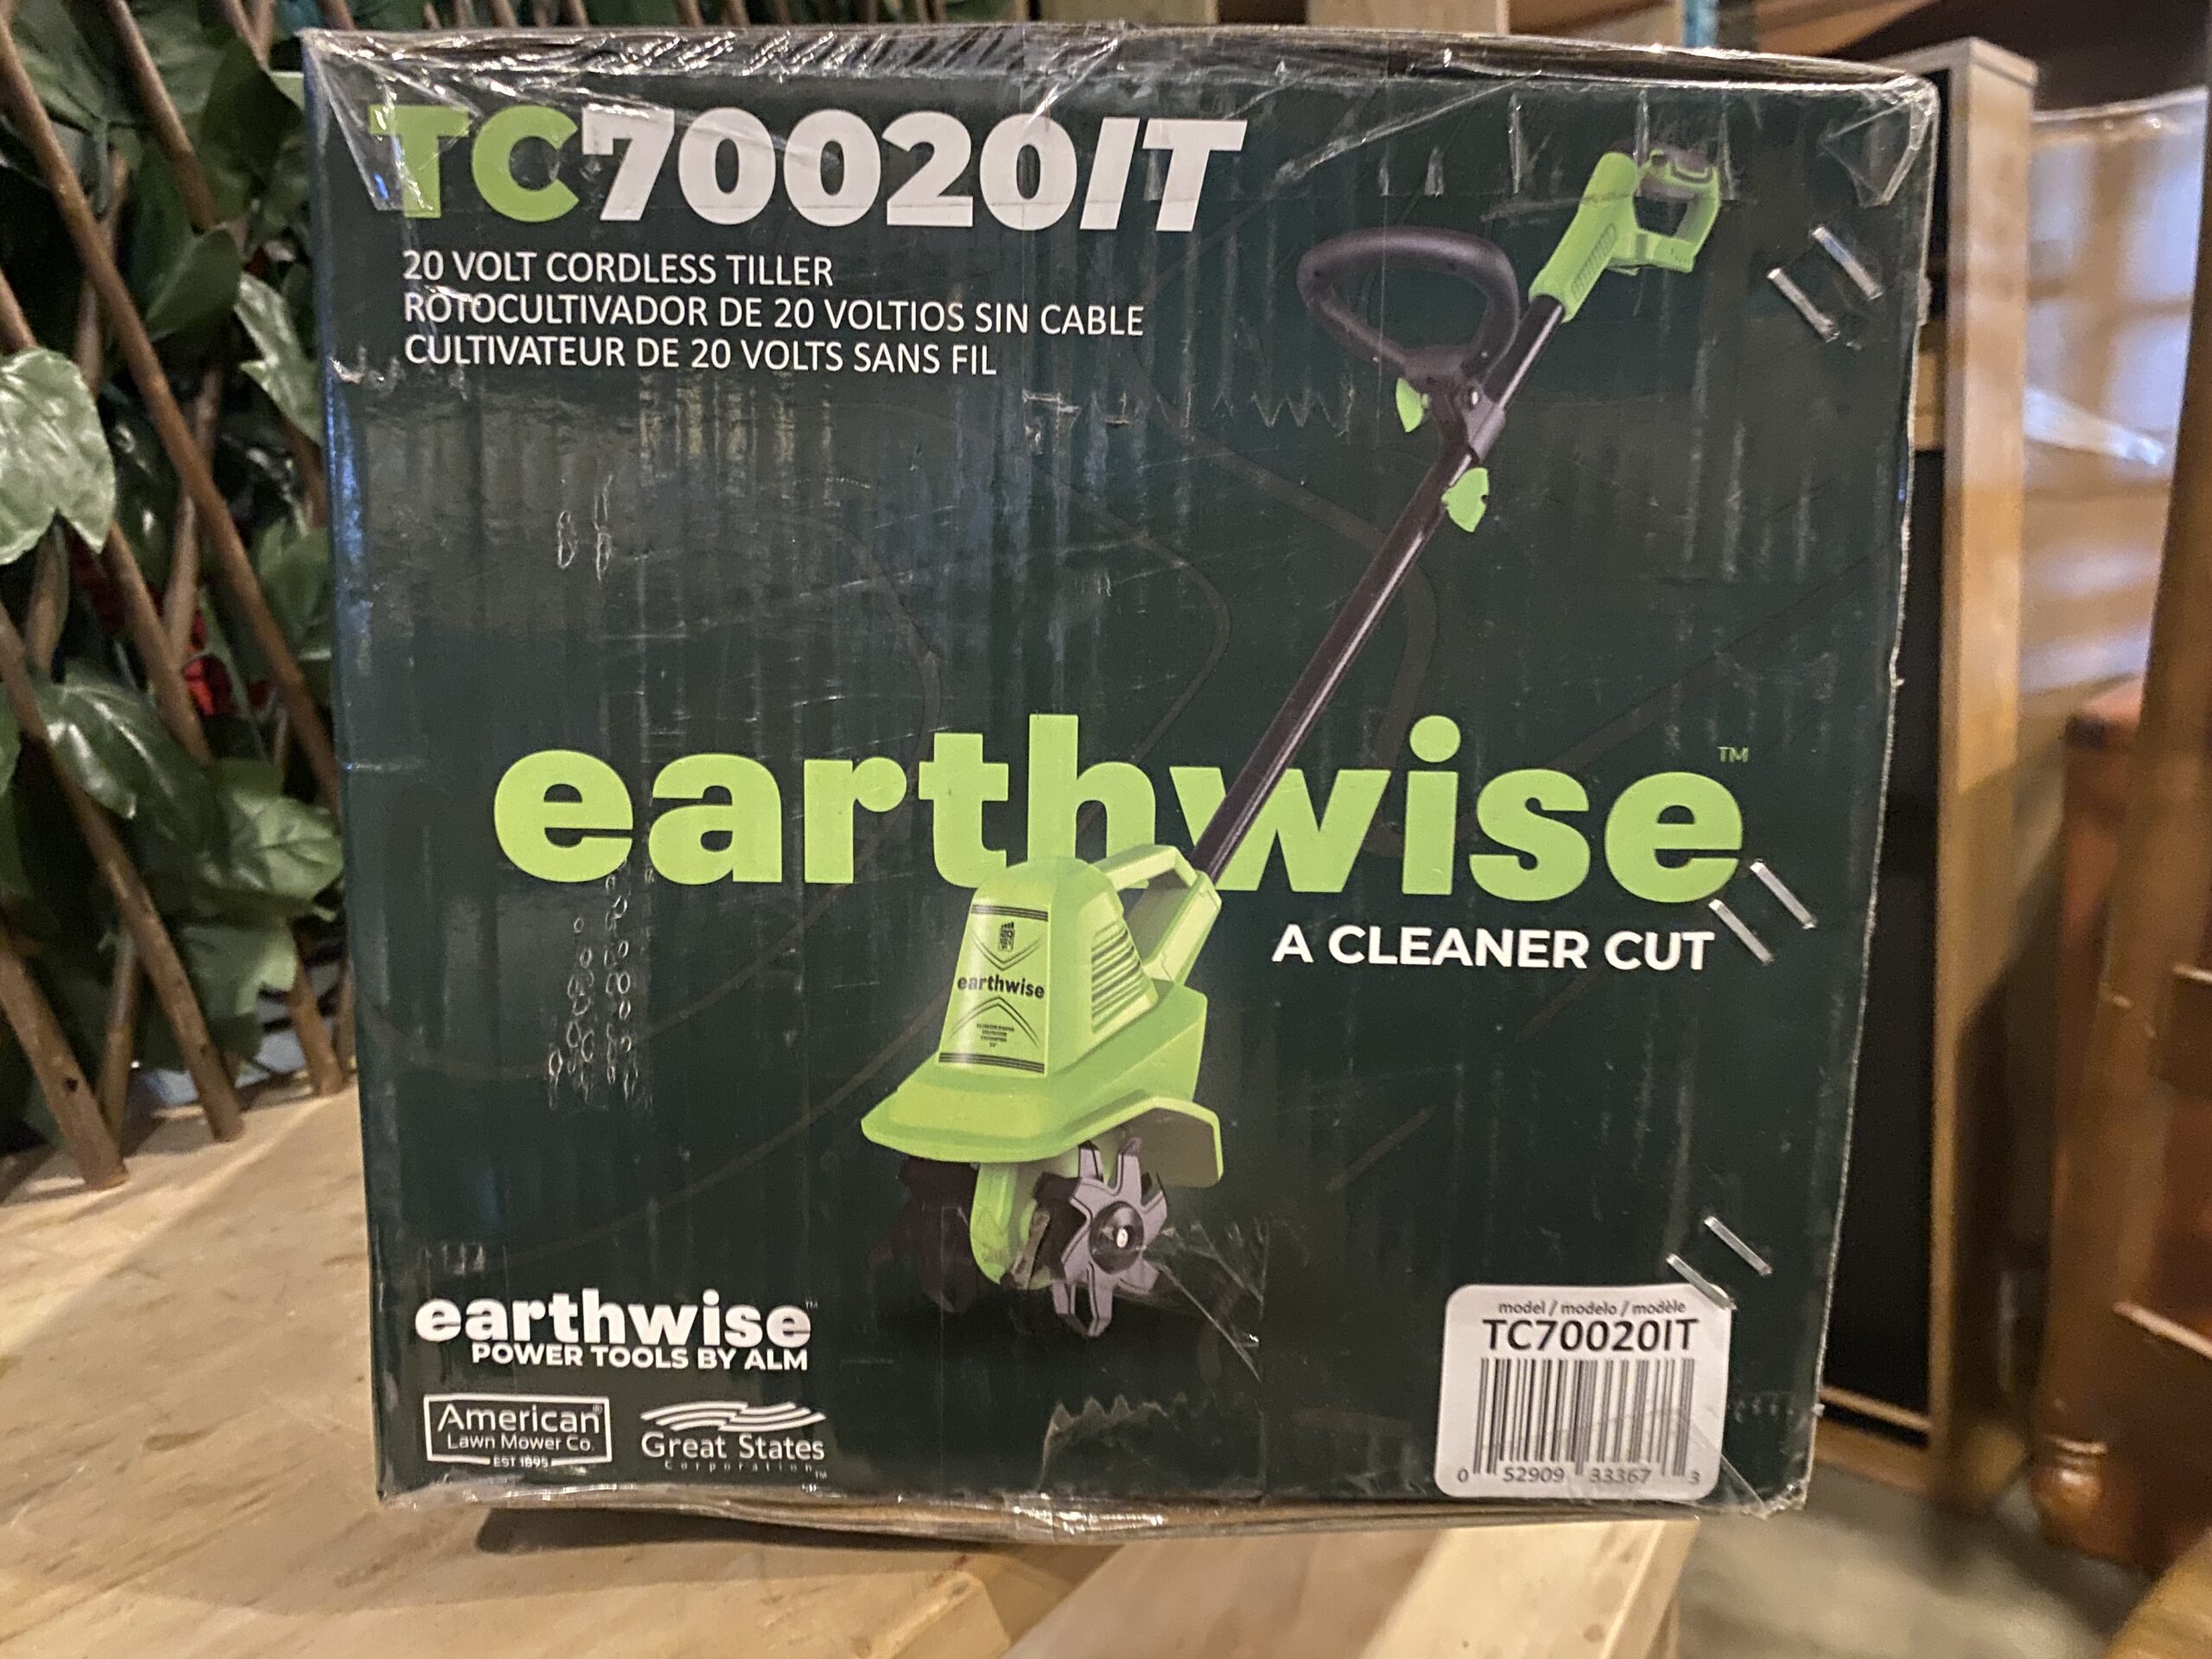 TC70020IT
20 VOLT CORDLESS TILLER
ROTOCULTIVADOR DE 20 VOLTIOS SIN CABLE
CULTIVATEUR DE 20 VOLTS SANS FIL
earthwise™
A CLEANER CUT
earthwise
earthwise™
POWER TOOLS BY ALM
American®
Lawn Mower Co.
EST 1895
Great States
Corporation™
model / modelo / modèle
TC70020IT
0 52909 33367 3